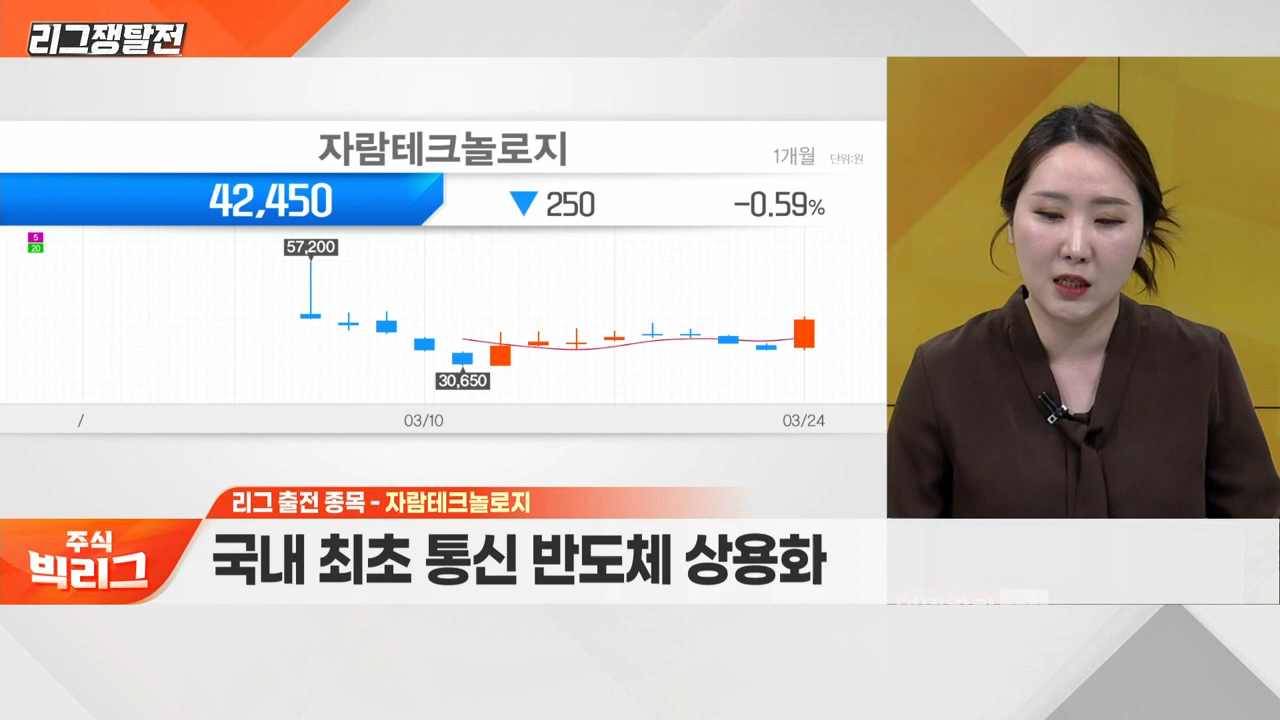 리그쟁탈전
자람테크놀로지
1개월 단위:원
42,450 ▼ 250 -0.59%
5
20
57,200
30,650
/ 03/10 03/24
리그 출전 종목 - 자람테크놀로지
주식
빅리그
국내 최초 통신 반도체 상용화